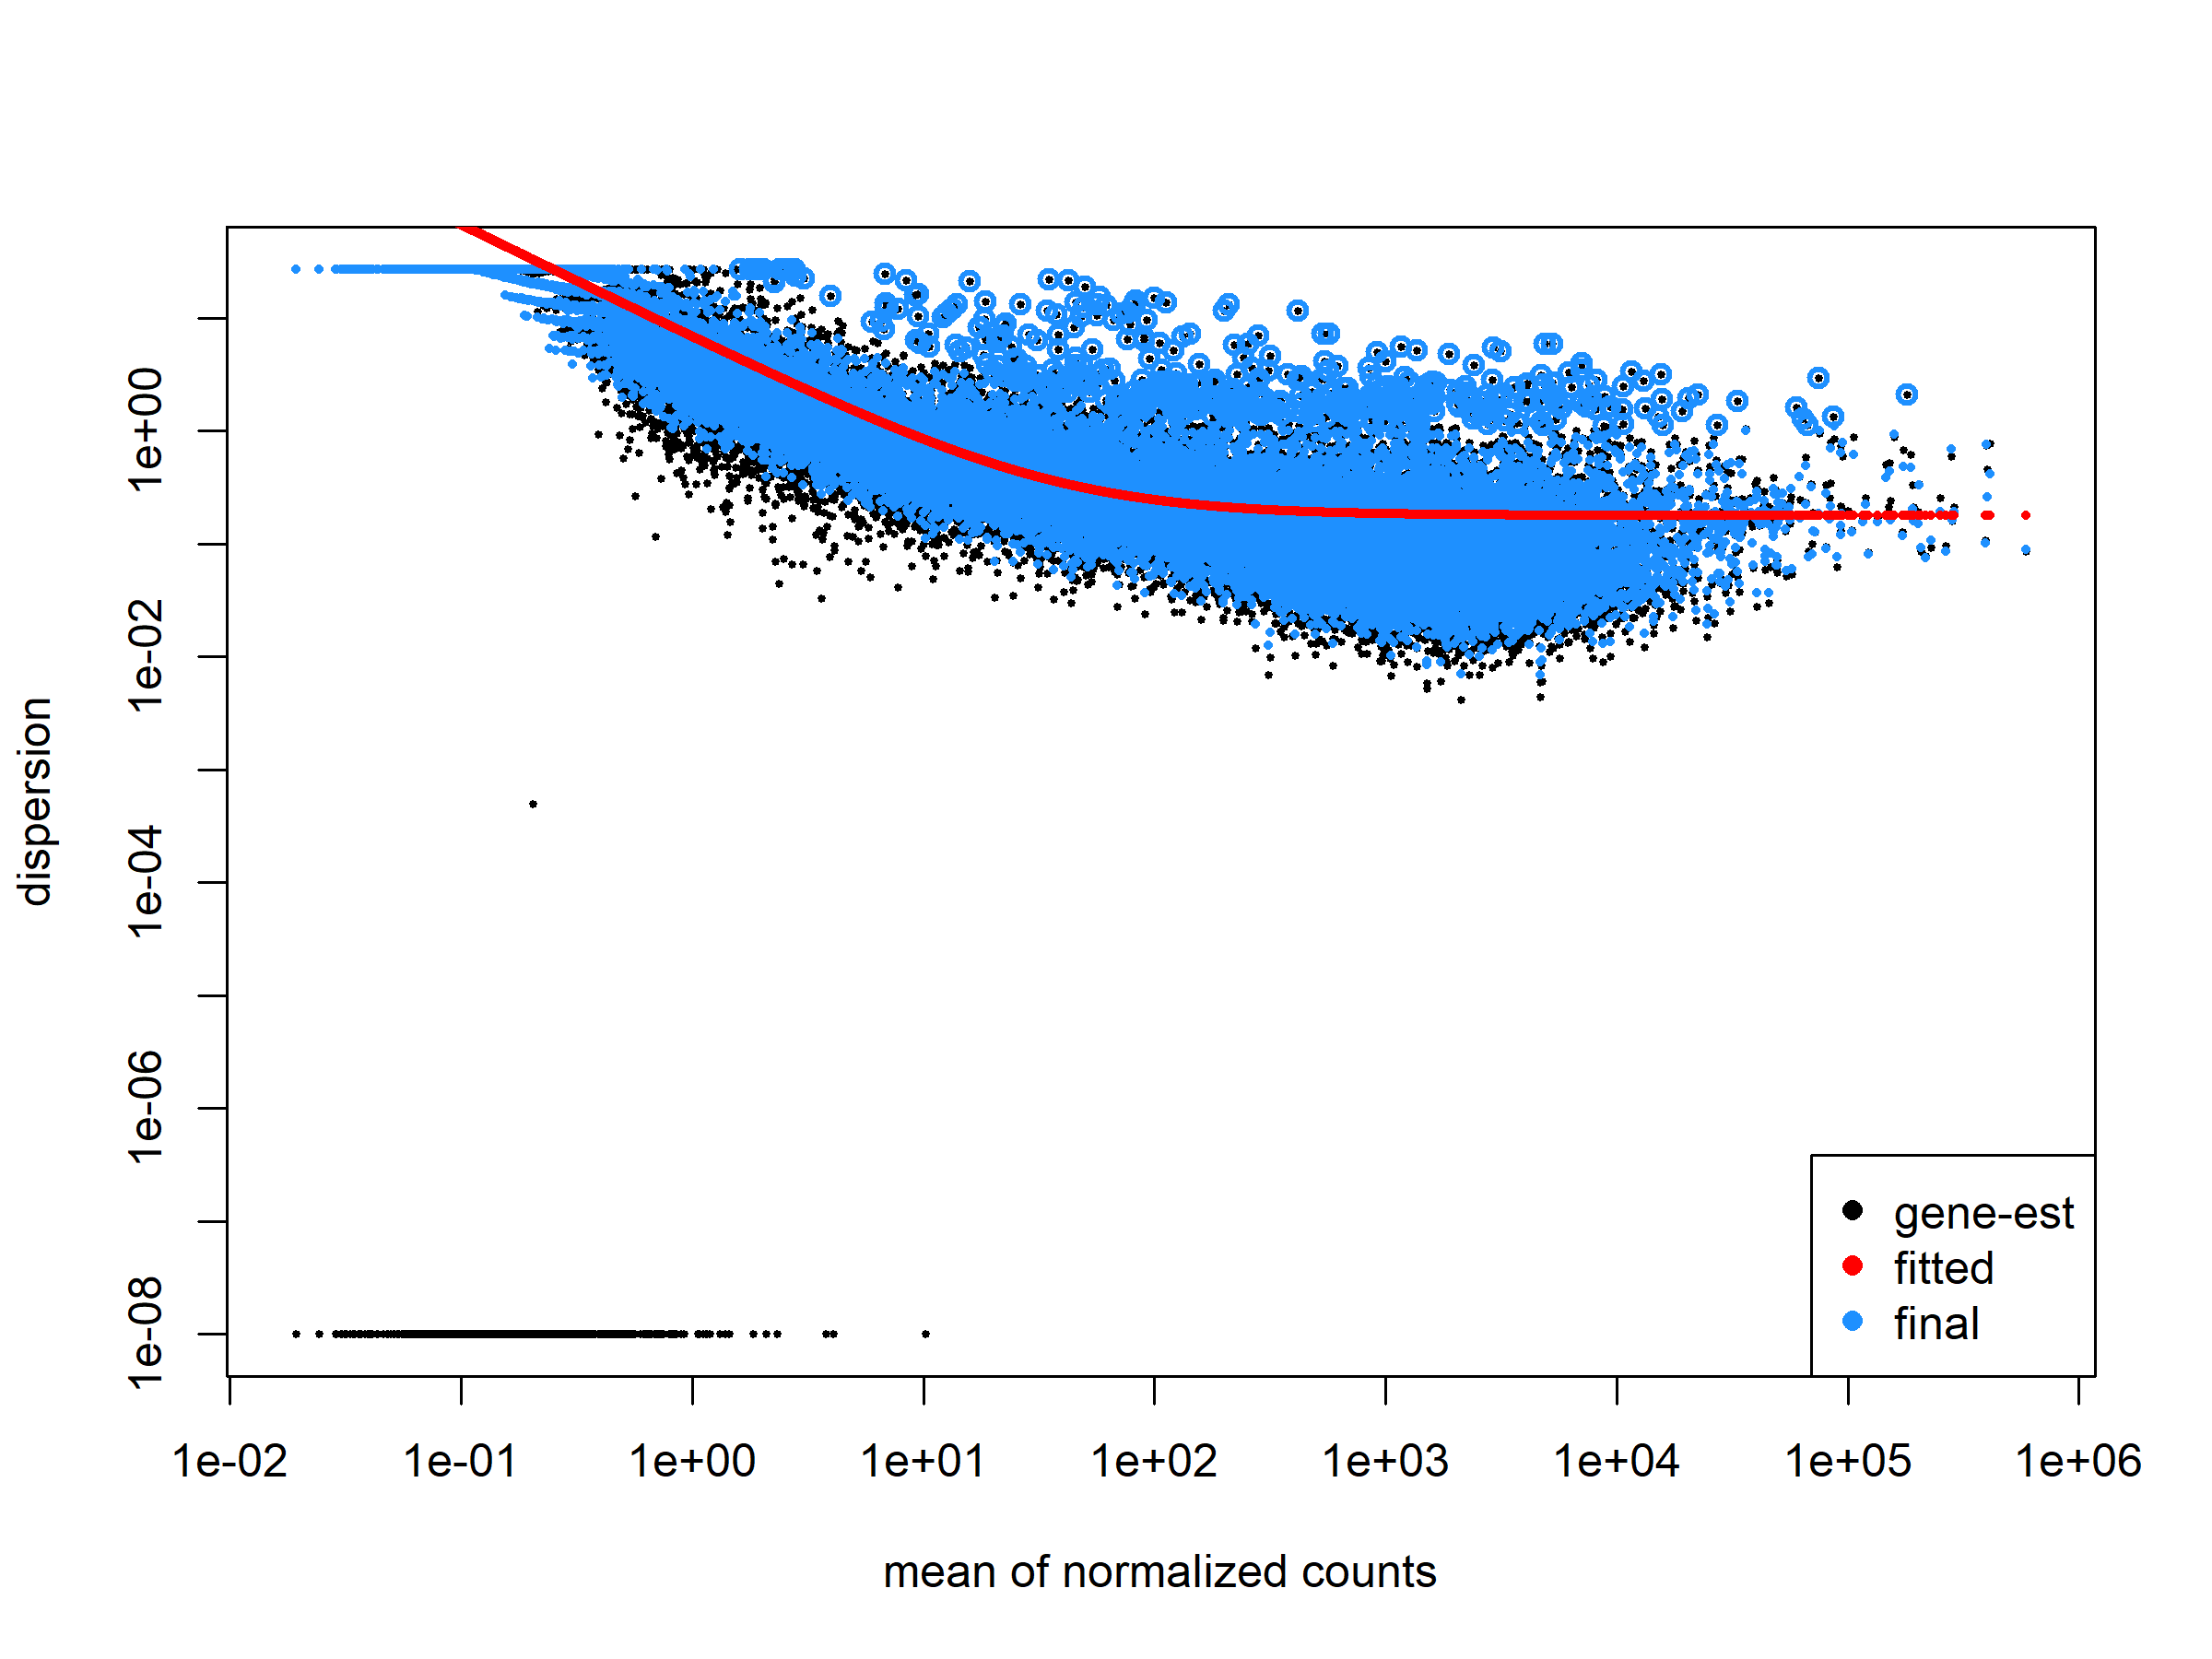 dispersion
1e+00
1e-02
1e-04
1e-06
1e-08
1e-02 1e-01 1e+00 1e+01 1e+02 1e+03 1e+04 1e+05 1e+06
mean of normalized counts
gene-est
fitted
final